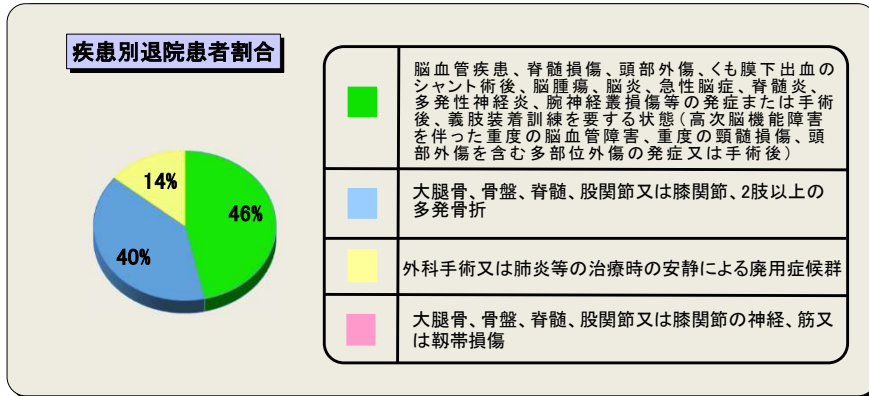 疾患別退院患者割合
脳血管疾患、脊髄損傷、頭部外傷、くも膜下出血の
シャント術後、脳腫瘍、脳炎、急性脳症、脊髄炎、
多発性神経炎、腕神経叢損傷等の発症または手術
後、義肢装着訓練を要する状態(高次脳機能障害
を伴った重度の脳血管障害、重度の頸髄損傷、頭
部外傷を含む多部位外傷の発症又は手術後)
14%
46%
40%
大腿骨、骨盤、脊髄、股関節又は膝関節、2肢以上の
多発骨折
外科手術又は肺炎等の治療時の安静による廃用症候群
大腿骨、骨盤、脊髄、股関節又は膝関節の神経、筋又
は靱帯損傷